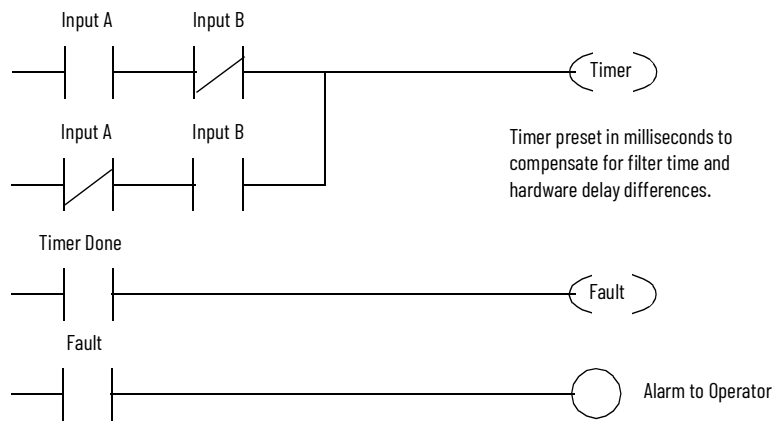 Input A
Input B
Timer
Input A
Input B
Timer preset in milliseconds to
compensate for filter time and
hardware delay differences.
Timer Done
Fault
Fault
Alarm to Operator